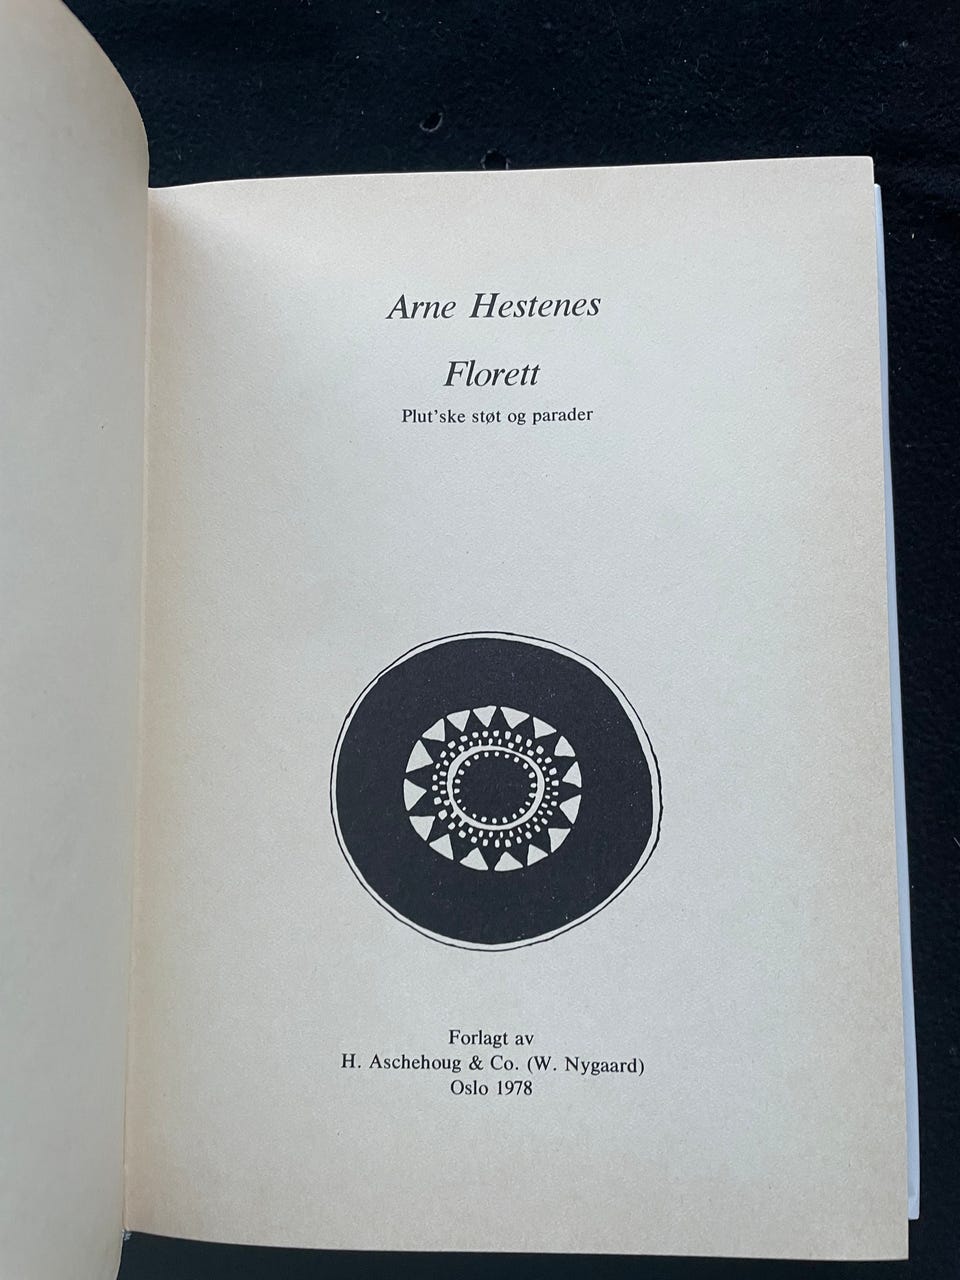 Arne Hestenes
Florett
Plut’ske støt og parader
Forlagt av
H. Aschehoug & Co. (W. Nygaard)
Oslo 1978